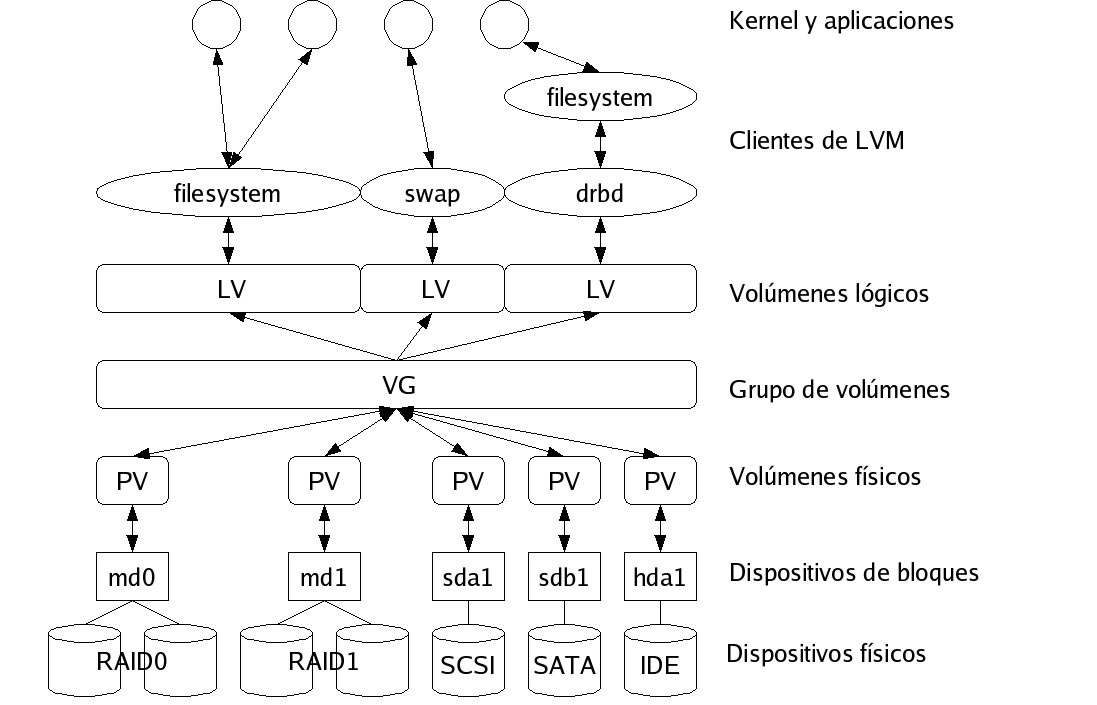 Kernel y aplicaciones
filesystem
Clientes de LVM
filesystem swap drbd
LV LV LV Volúmenes lógicos
VG Grupo de volúmenes
PV PV PV PV PV Volúmenes físicos
md0 md1 sda1 sdb1 hda1 Dispositivos de bloques
RAID0 RAID1 SCSI SATA IDE Dispositivos físicos